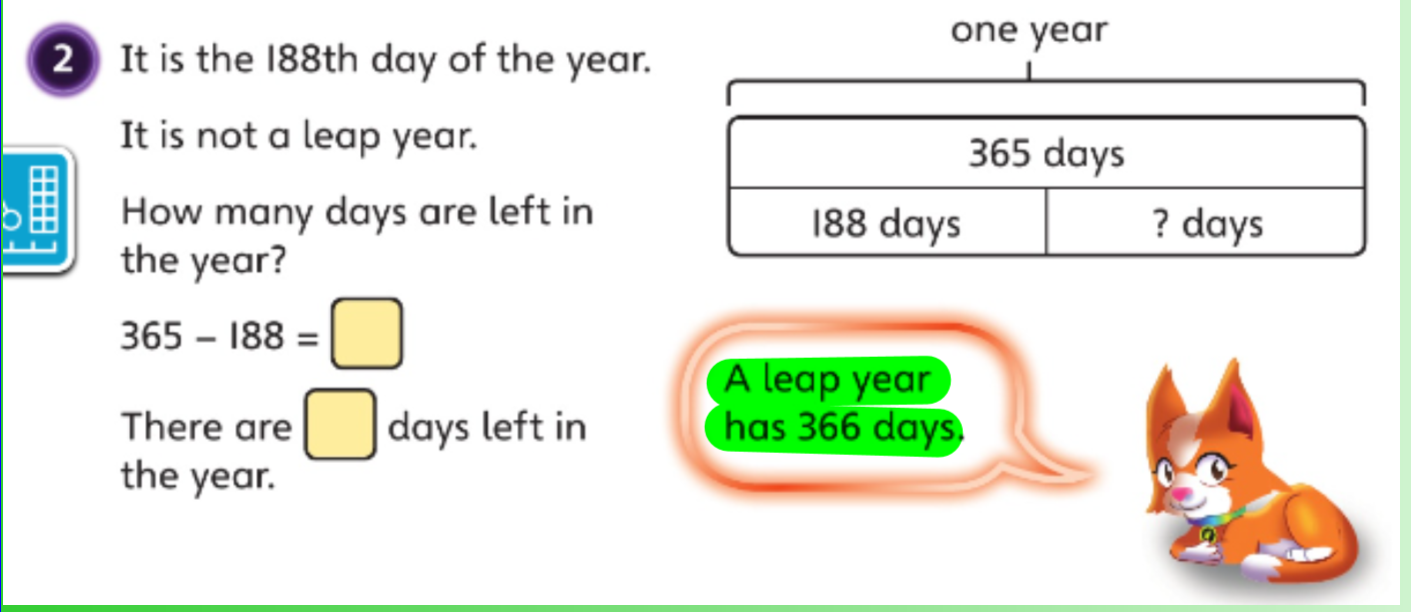 2
It is the 188th day of the year.
It is not a leap year.
How many days are left in
the year?
365 – 188 =
There are
days left in
the year.
one year
365 days
188 days
? days
A leap year
has 366 days.